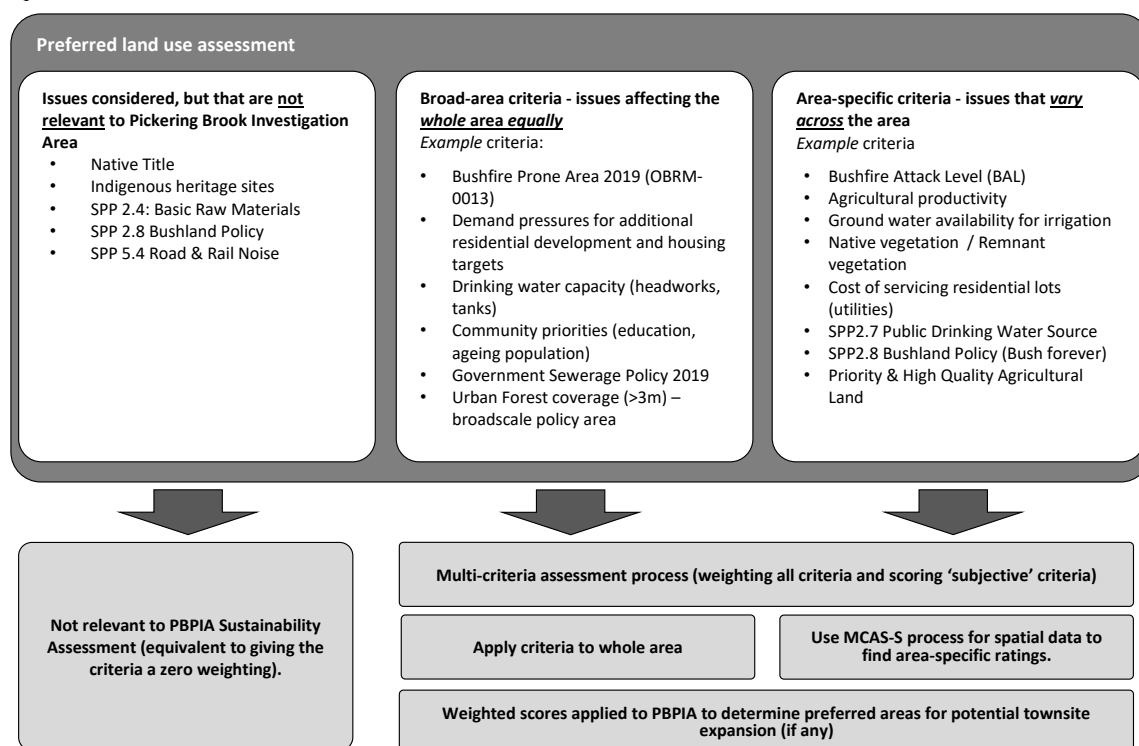 Preferred land use assessment
Issues considered, but that are not
relevant to Pickering Brook Investigation
Area
• Native Title
• Indigenous heritage sites
• SPP 2.4: Basic Raw Materials
• SPP 2.8 Bushland Policy
• SPP 5.4 Road & Rail Noise
Broad-area criteria - issues affecting the
whole area equally
Example criteria:
• Bushfire Prone Area 2019 (OBRM-
0013)
• Demand pressures for additional
residential development and housing
targets
• Drinking water capacity (headworks,
tanks)
• Community priorities (education,
ageing population)
• Government Sewerage Policy 2019
• Urban Forest coverage (>3m) –
broadscale policy area
Area-specific criteria - issues that vary
across the area
Example criteria
• Bushfire Attack Level (BAL)
• Agricultural productivity
• Ground water availability for irrigation
• Native vegetation / Remnant
vegetation
• Cost of servicing residential lots
(utilities)
• SPP2.7 Public Drinking Water Source
• SPP2.8 Bushland Policy (Bush forever)
• Priority & High Quality Agricultural
Land
Not relevant to PBPIA Sustainability
Assessment (equivalent to giving the
criteria a zero weighting).
Multi-criteria assessment process (weighting all criteria and scoring ‘subjective’ criteria)
Apply criteria to whole area
Use MCAS-S process for spatial data to
find area-specific ratings.
Weighted scores applied to PBPIA to determine preferred areas for potential townsite
expansion (if any)